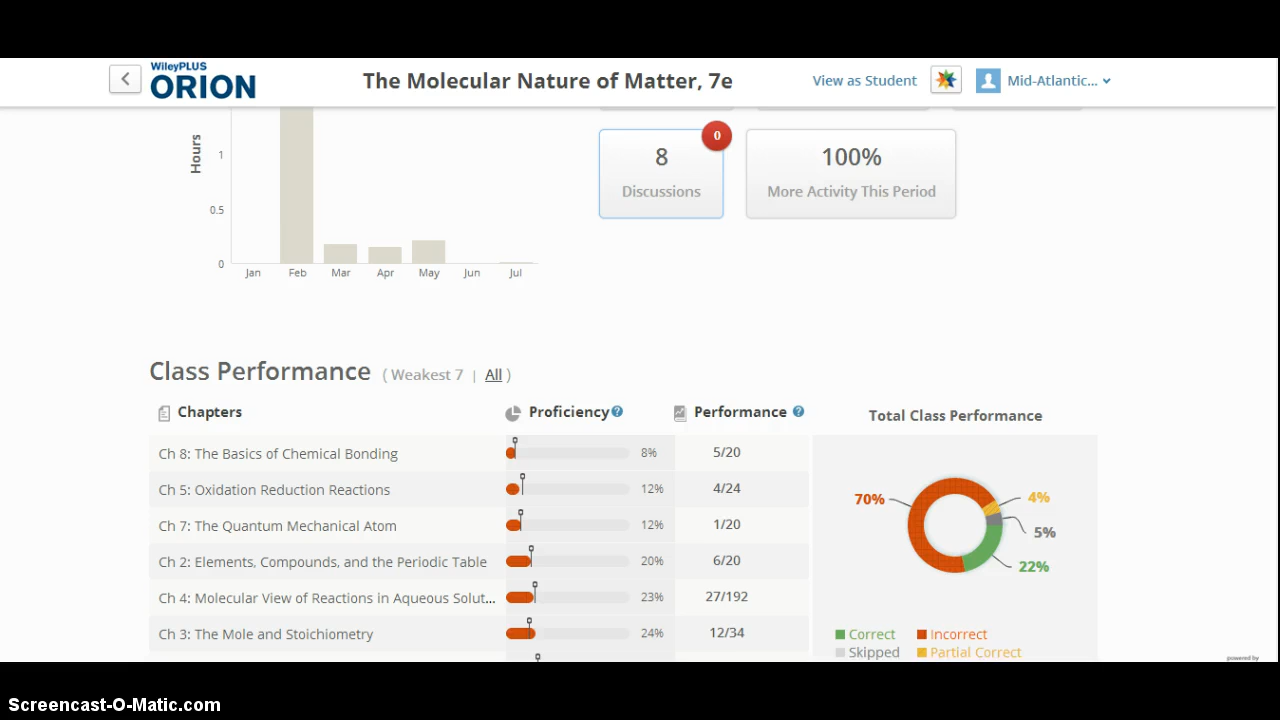 WileyPLUS
ORION
The Molecular Nature of Matter, 7e
View as Student
Mid-Atlantic...
Hours
1
0.5
0
Jan Feb Mar Apr May Jun Jul
0
8
Discussions
100%
More Activity This Period
Class Performance ( Weakest 7 | All )
Chapters Proficiency ? Performance ?
Ch 8: The Basics of Chemical Bonding 8% 5/20
Ch 5: Oxidation Reduction Reactions 12% 4/24
Ch 7: The Quantum Mechanical Atom 12% 1/20
Ch 2: Elements, Compounds, and the Periodic Table 20% 6/20
Ch 4: Molecular View of Reactions in Aqueous Solut... 23% 27/192
Ch 3: The Mole and Stoichiometry 24% 12/34
Total Class Performance
70%
4%
5%
22%
Correct Incorrect
Skipped Partial Correct
powered by
Screencast-O-Matic.com